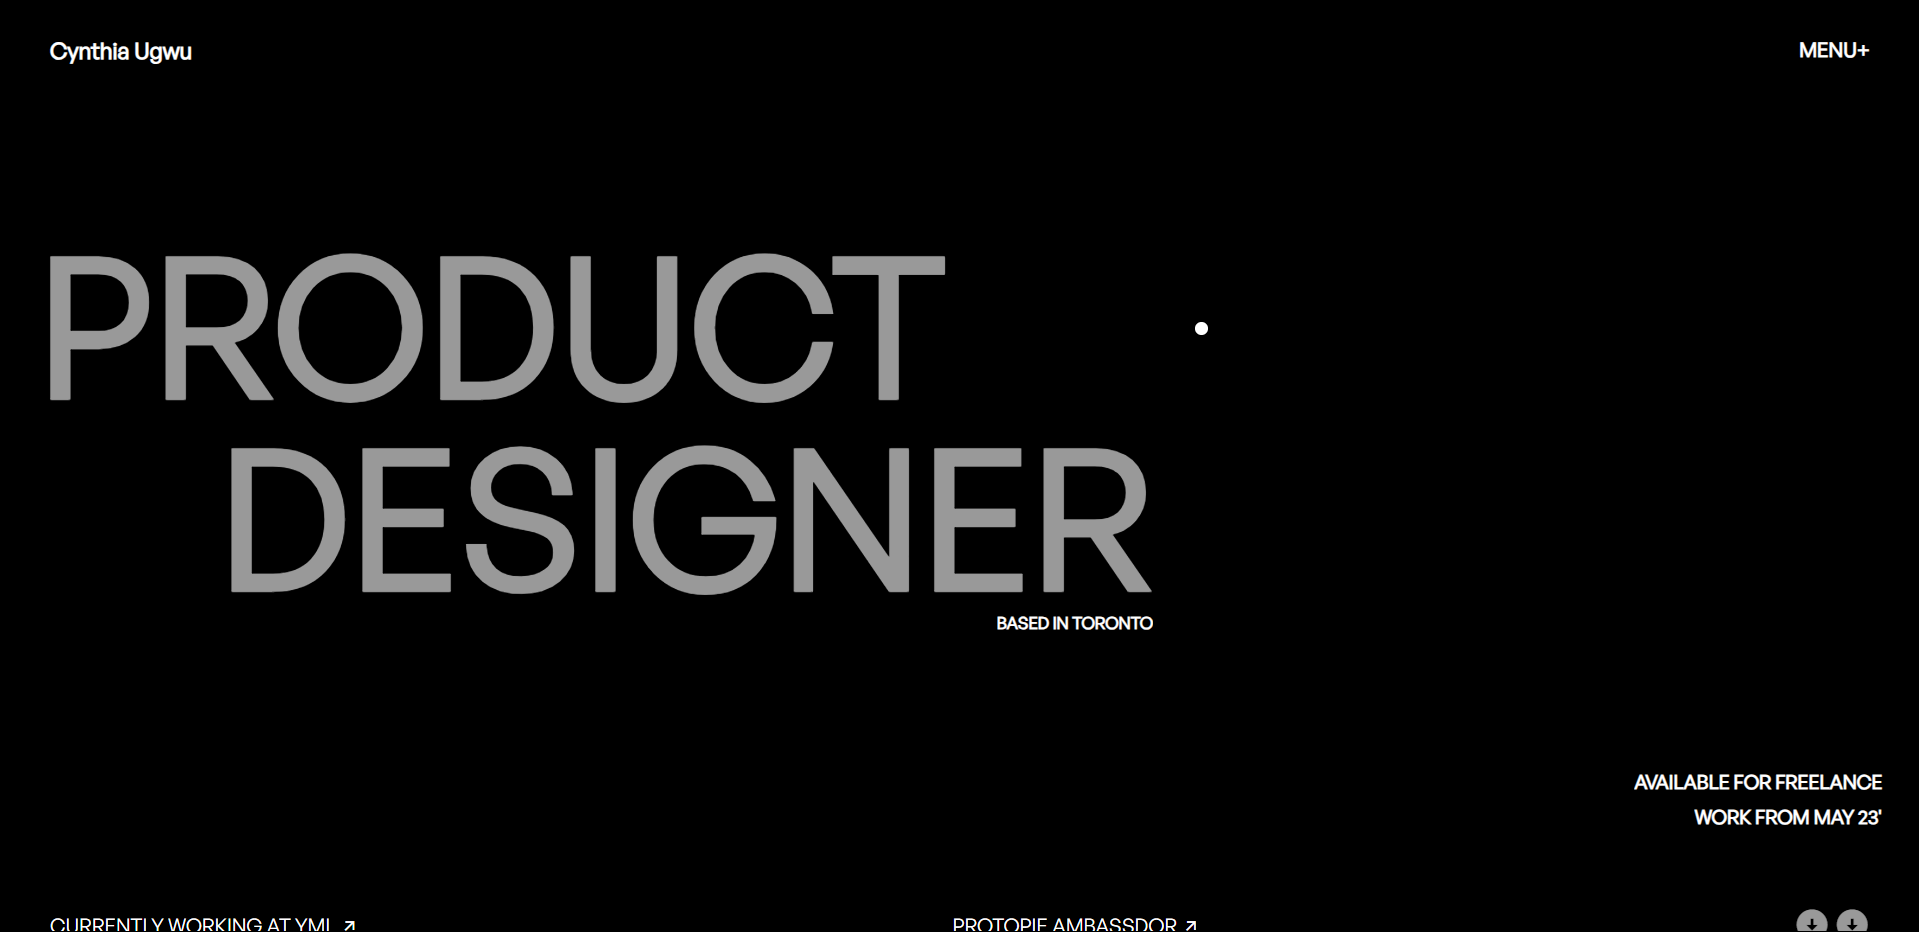 Cynthia Ugwu
MENU+
PRODUCT
DESIGNER
BASED IN TORONTO
AVAILABLE FOR FREELANCE
WORK FROM MAY 23'
CURRENTLY WORKING AT YML
PROTOPIE AMBASSDOR